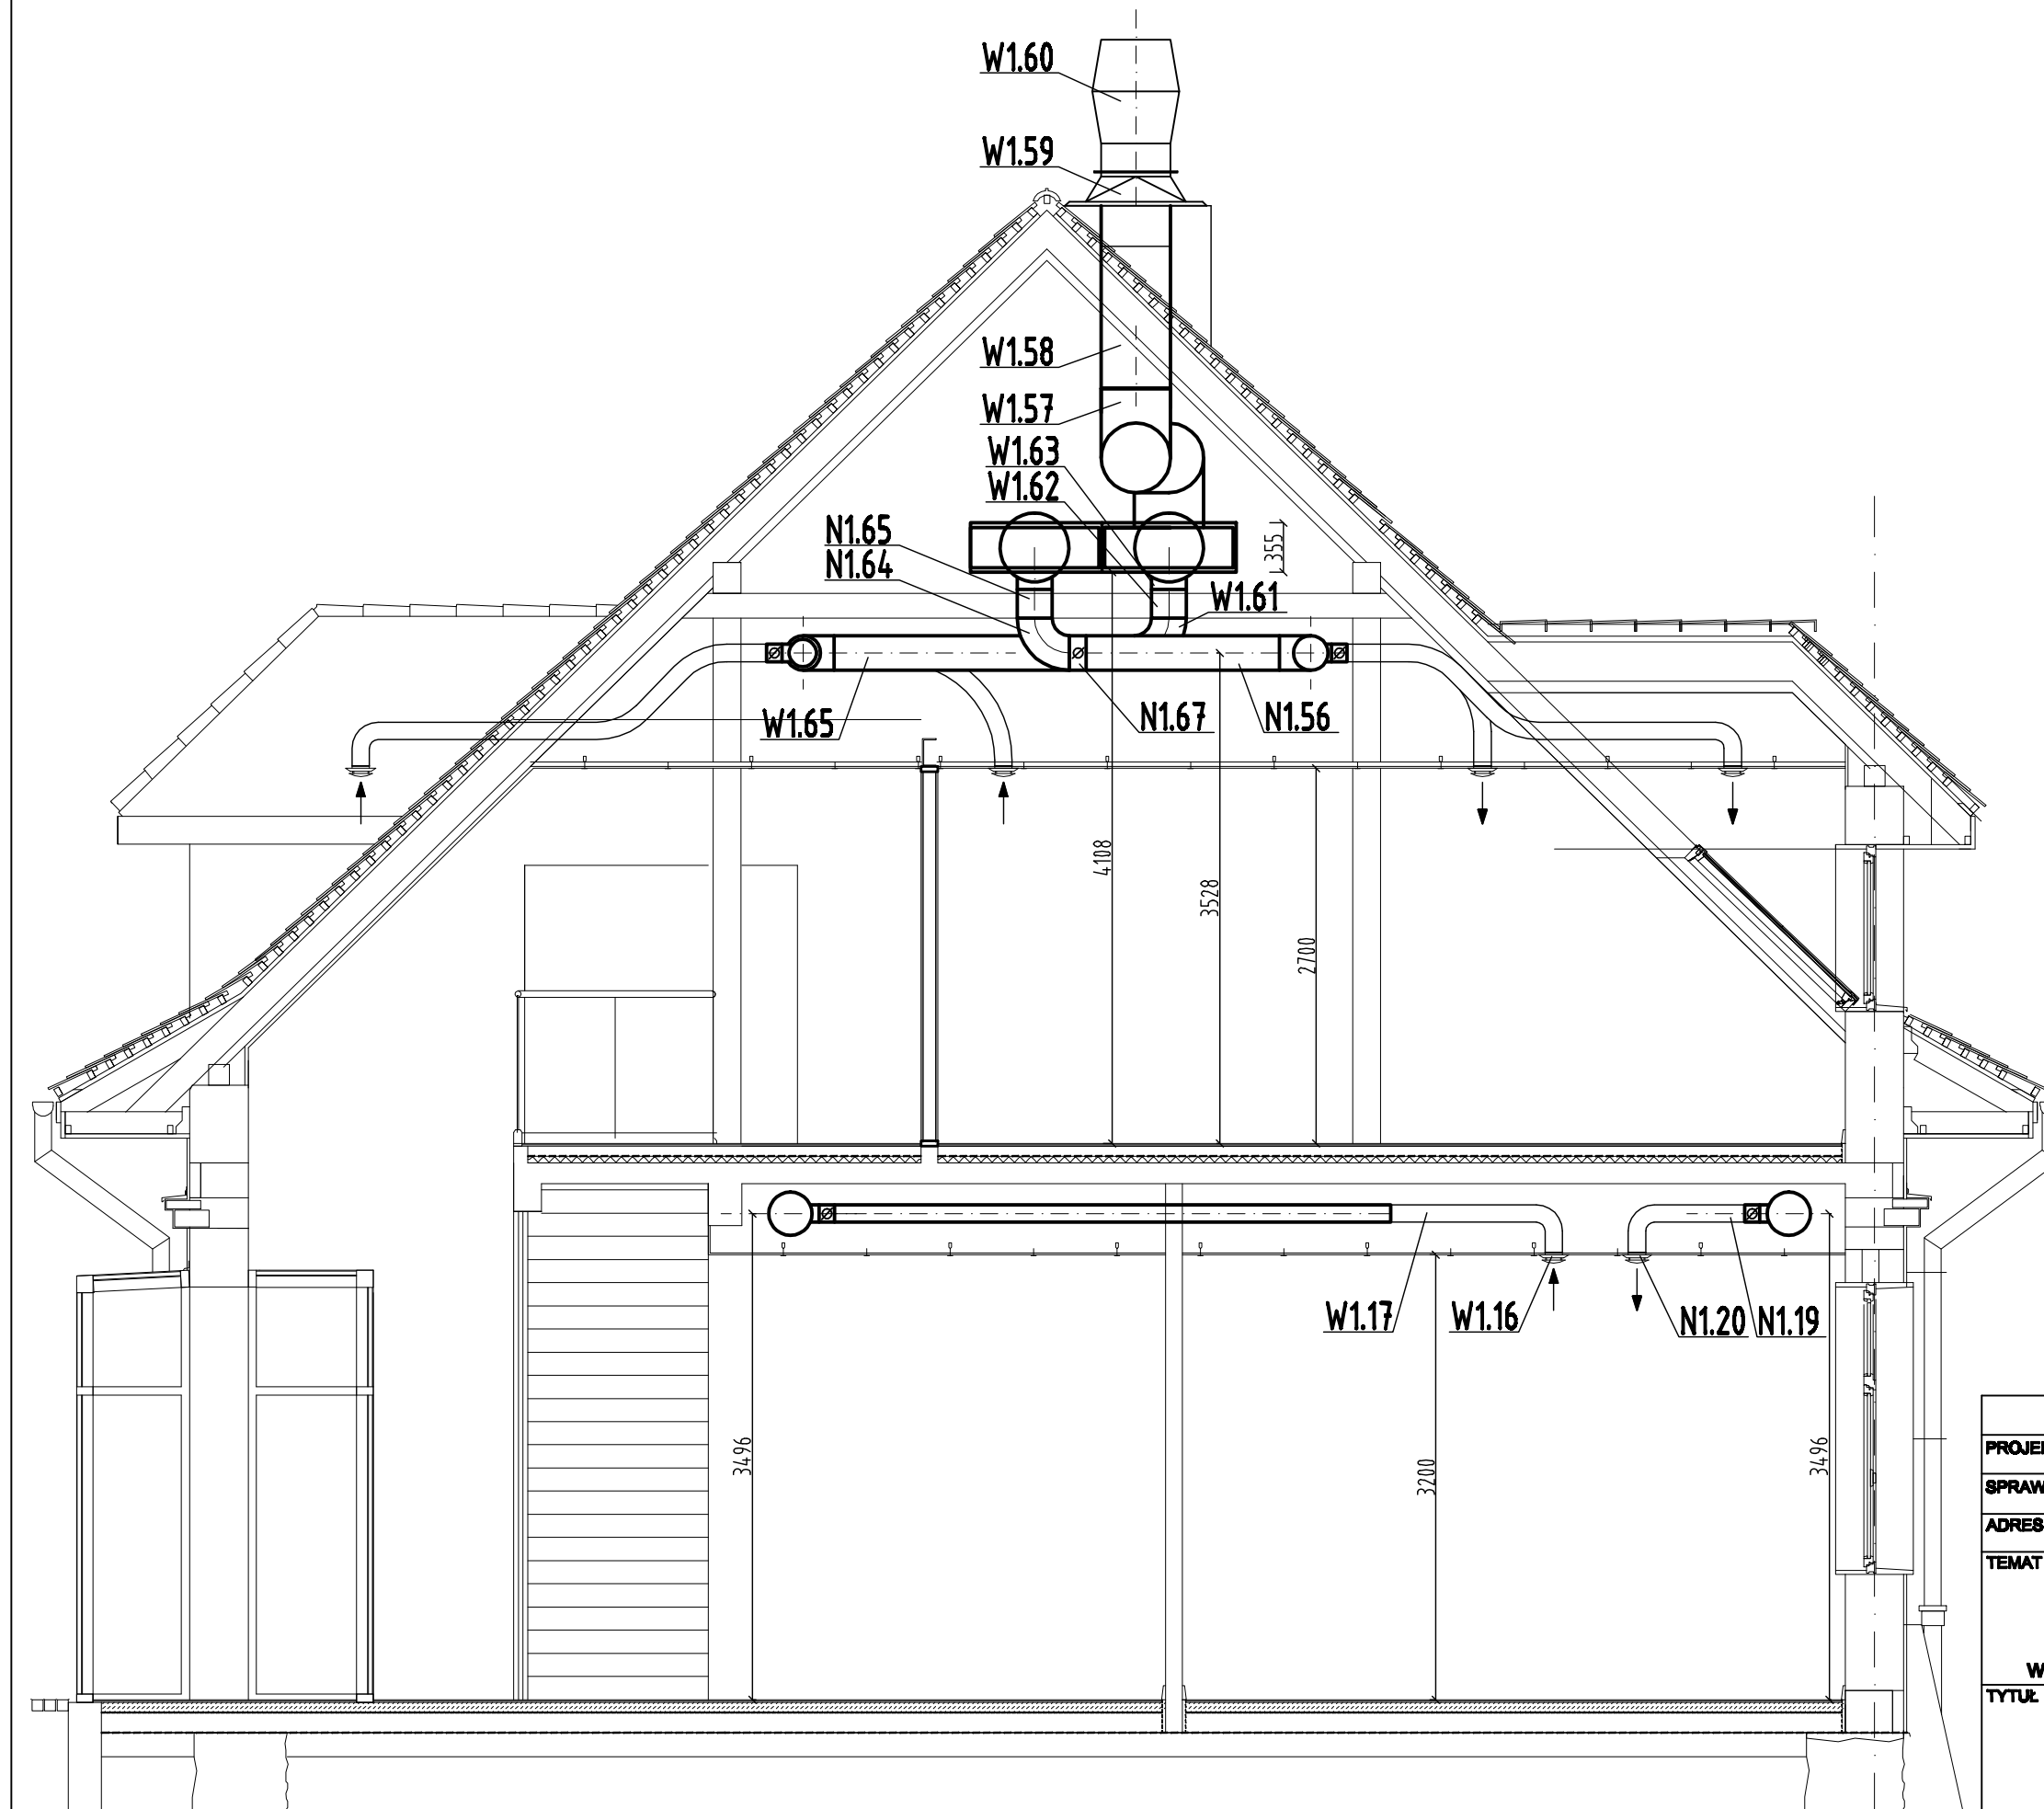 W1.60
W1.59
W1.58
W1.57
W1.63
W1.62
N1.65
N1.64
355
W1.61
W1.65
N1.67
N1.56
4108
3528
2700
W1.17
W1.16
N1.20
N1.19
3496
3200
3496
PROJE
SPRAW
ADRES
TEMAT
W
TYTUŁ